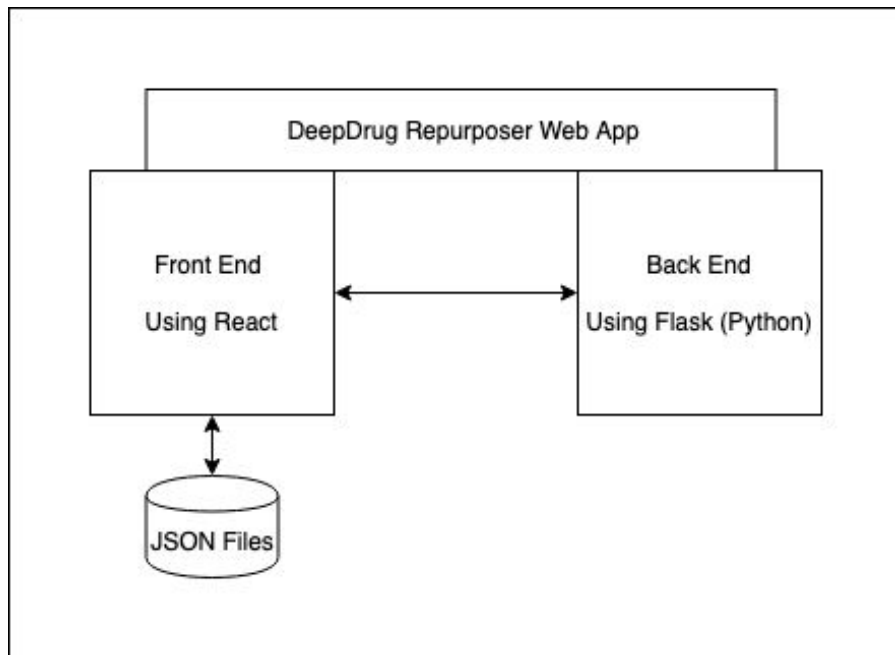 DeepDrug Repurposer Web App
Front End
Using React
Back End
Using Flask (Python)
JSON Files